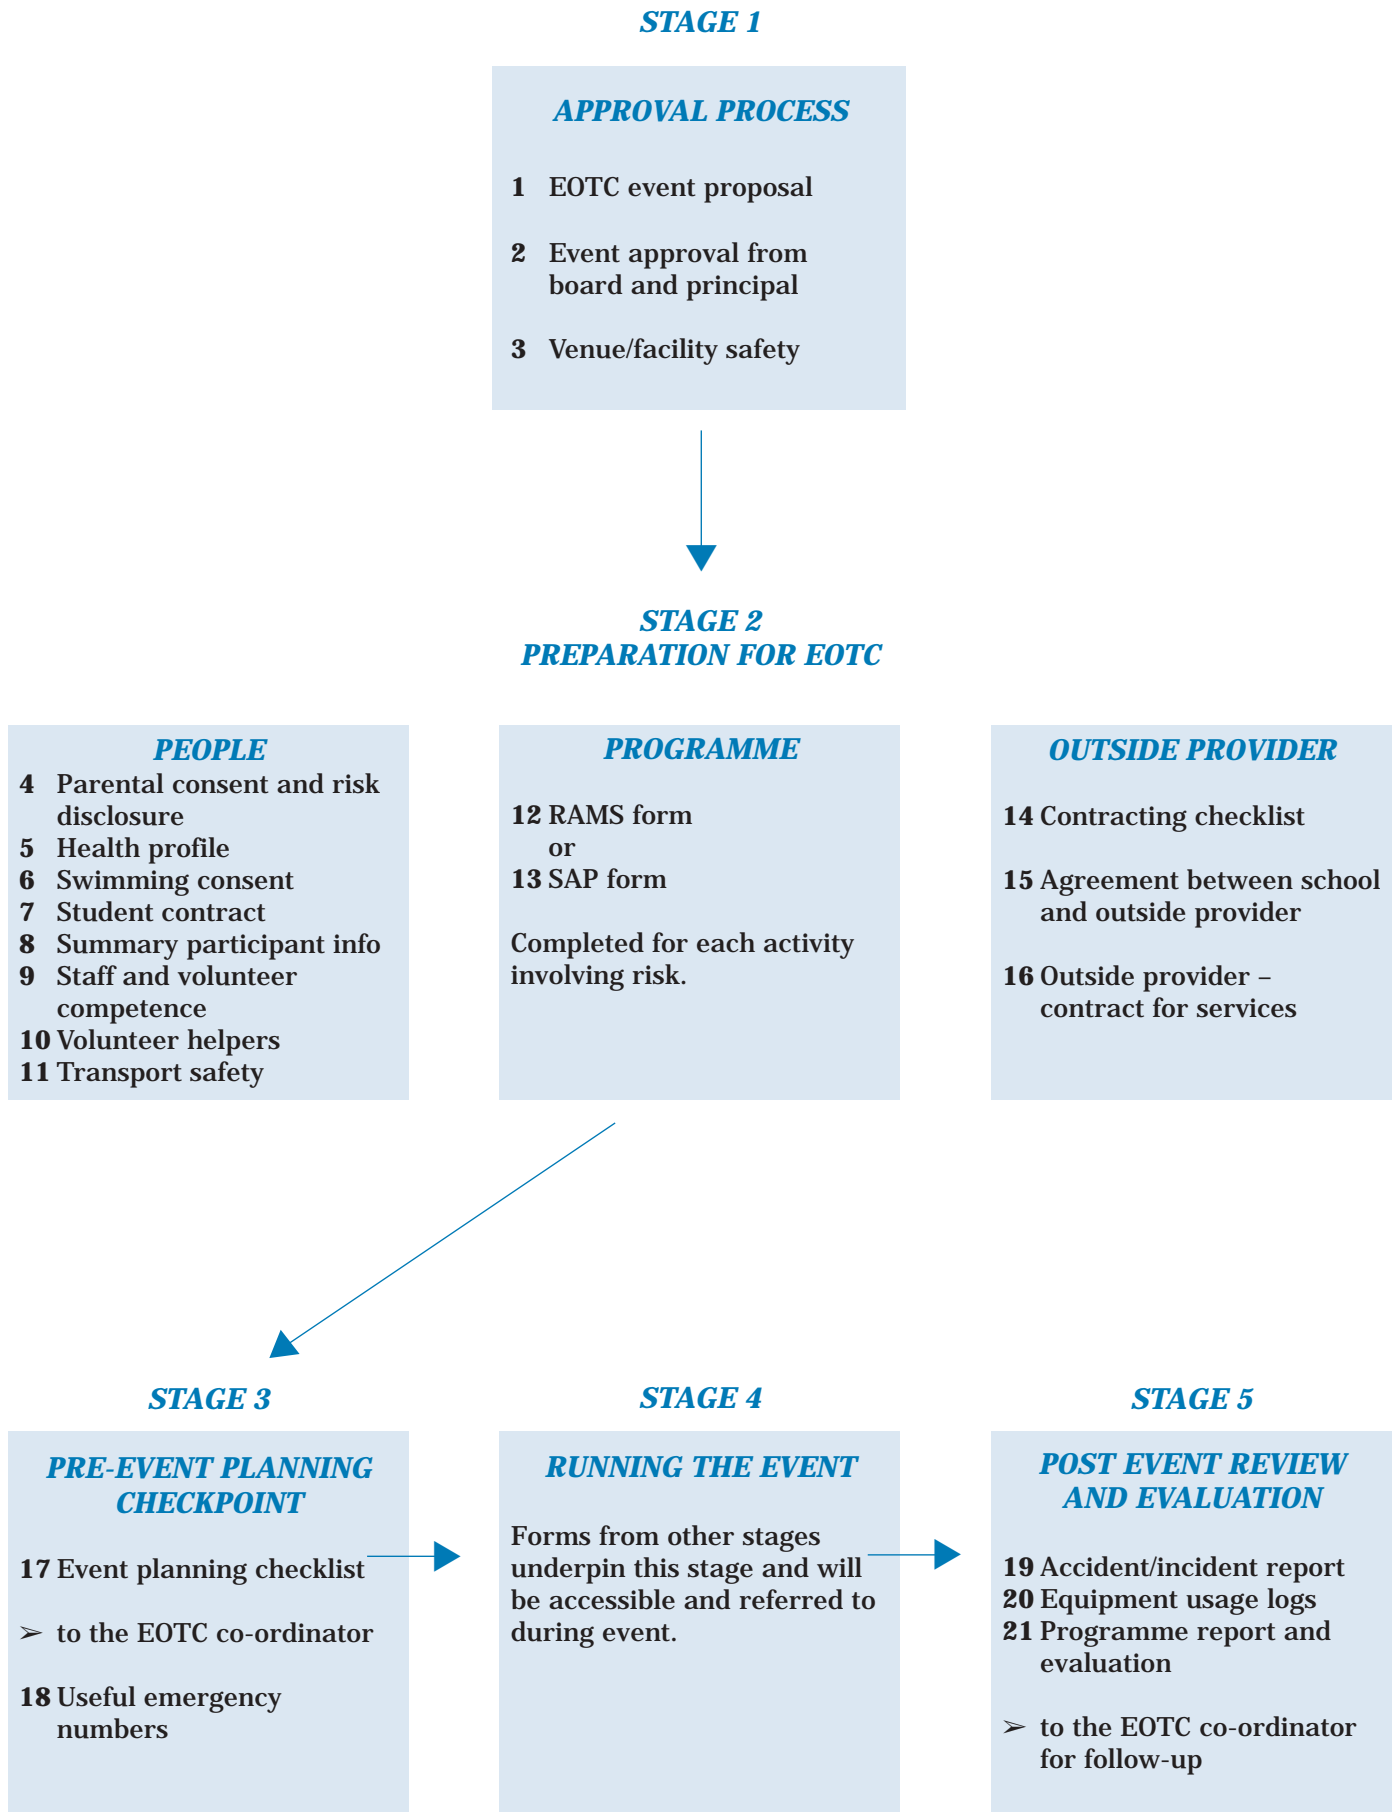 STAGE 1
APPROVAL PROCESS
1 EOTC event proposal
2 Event approval from
board and principal
3 Venue/facility safety
STAGE 2
PREPARATION FOR EOTC
PEOPLE
4 Parental consent and risk
disclosure
5 Health profile
6 Swimming consent
7 Student contract
8 Summary participant info
9 Staff and volunteer
competence
10 Volunteer helpers
11 Transport safety
PROGRAMME
12 RAMS form
or
13 SAP form
Completed for each activity
involving risk.
OUTSIDE PROVIDER
14 Contracting checklist
15 Agreement between school
and outside provider
16 Outside provider –
contract for services
STAGE 3
PRE-EVENT PLANNING
CHECKPOINT
17 Event planning checklist
➢ to the EOTC co-ordinator
18 Useful emergency
numbers
STAGE 4
RUNNING THE EVENT
Forms from other stages
underpin this stage and will
be accessible and referred to
during event.
STAGE 5
POST EVENT REVIEW
AND EVALUATION
19 Accident/incident report
20 Equipment usage logs
21 Programme report and
evaluation
➢ to the EOTC co-ordinator
for follow-up